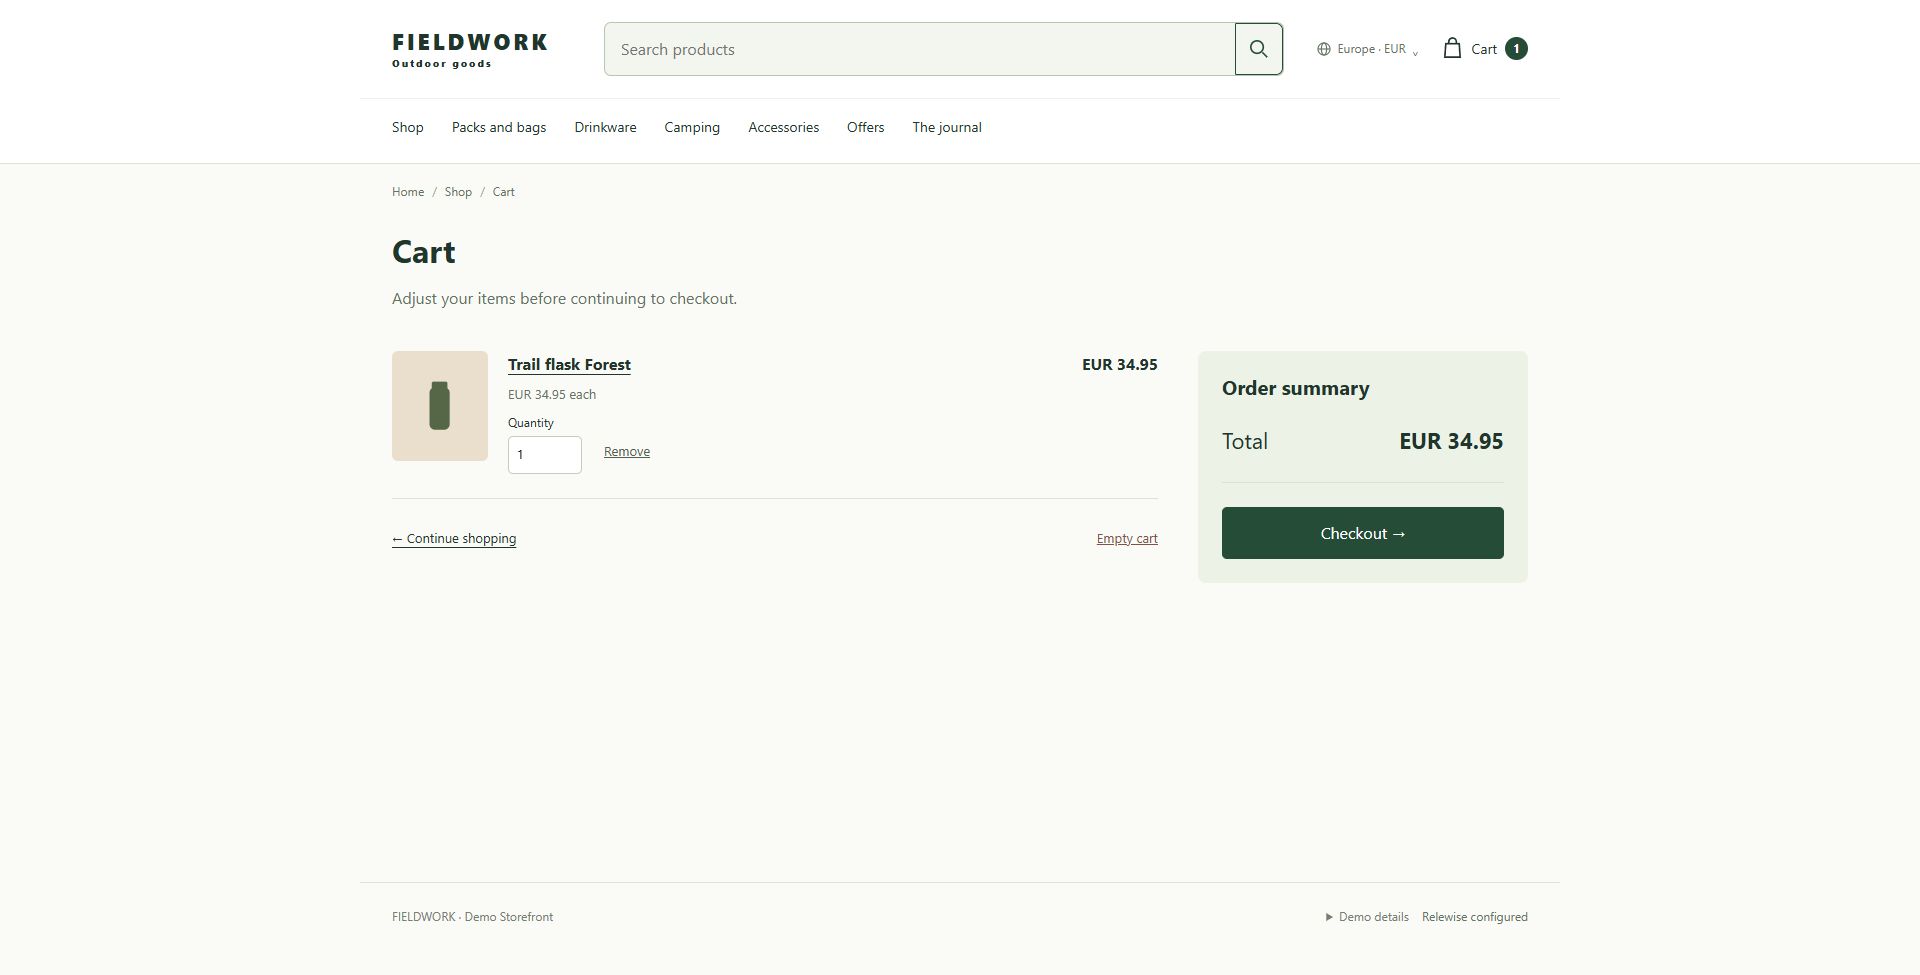 FIELDWORK
Outdoor goods
Search products
Europe · EUR
Cart 1
Shop Packs and bags Drinkware Camping Accessories Offers The journal
Home / Shop / Cart
Cart
Adjust your items before continuing to checkout.
Trail flask Forest
EUR 34.95
EUR 34.95 each
Quantity
1
Remove
← Continue shopping
Empty cart
Order summary
Total EUR 34.95
Checkout →
FIELDWORK · Demo Storefront
▶ Demo details Relewise configured